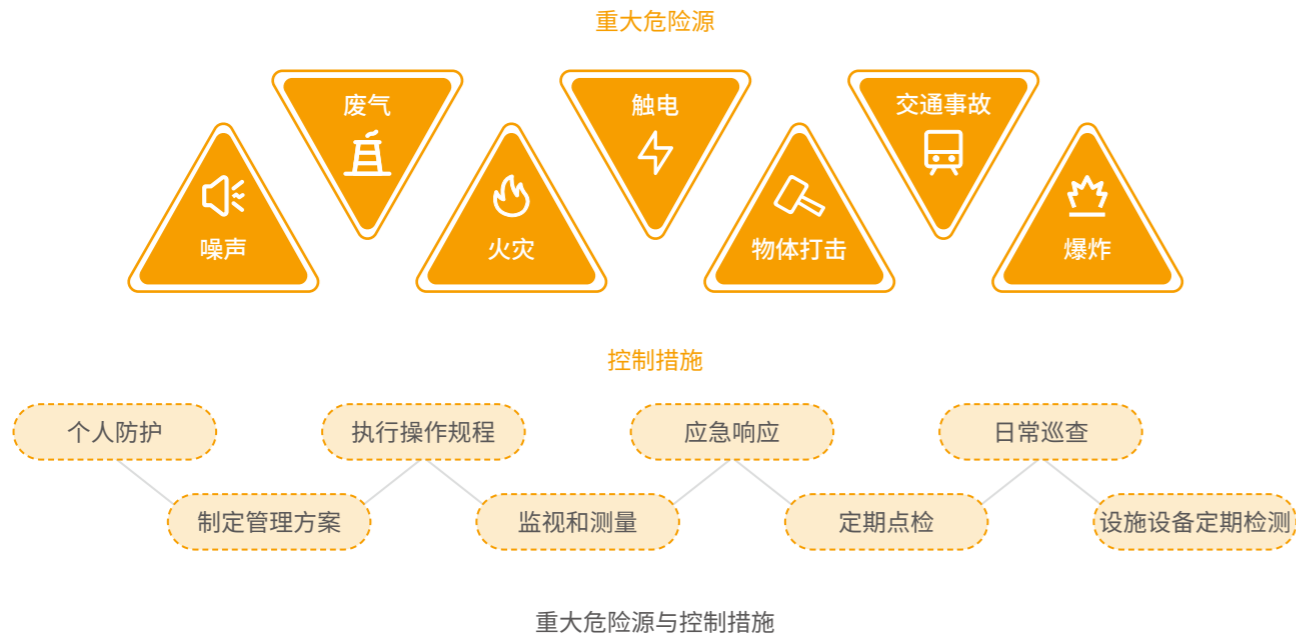 重大危险源
废气
触电
交通事故
噪声
火灾
物体打击
爆炸
控制措施
个人防护
执行操作规程
应急响应
日常巡查
制定管理方案
监视和测量
定期点检
设施设备定期检测
重大危险源与控制措施